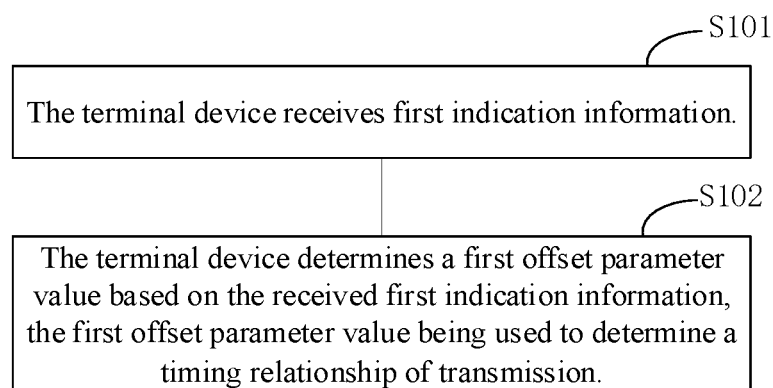 S101
The terminal device receives first indication information.
S102
The terminal device determines a first offset parameter
value based on the received first indication information,
the first offset parameter value being used to determine a
timing relationship of transmission.